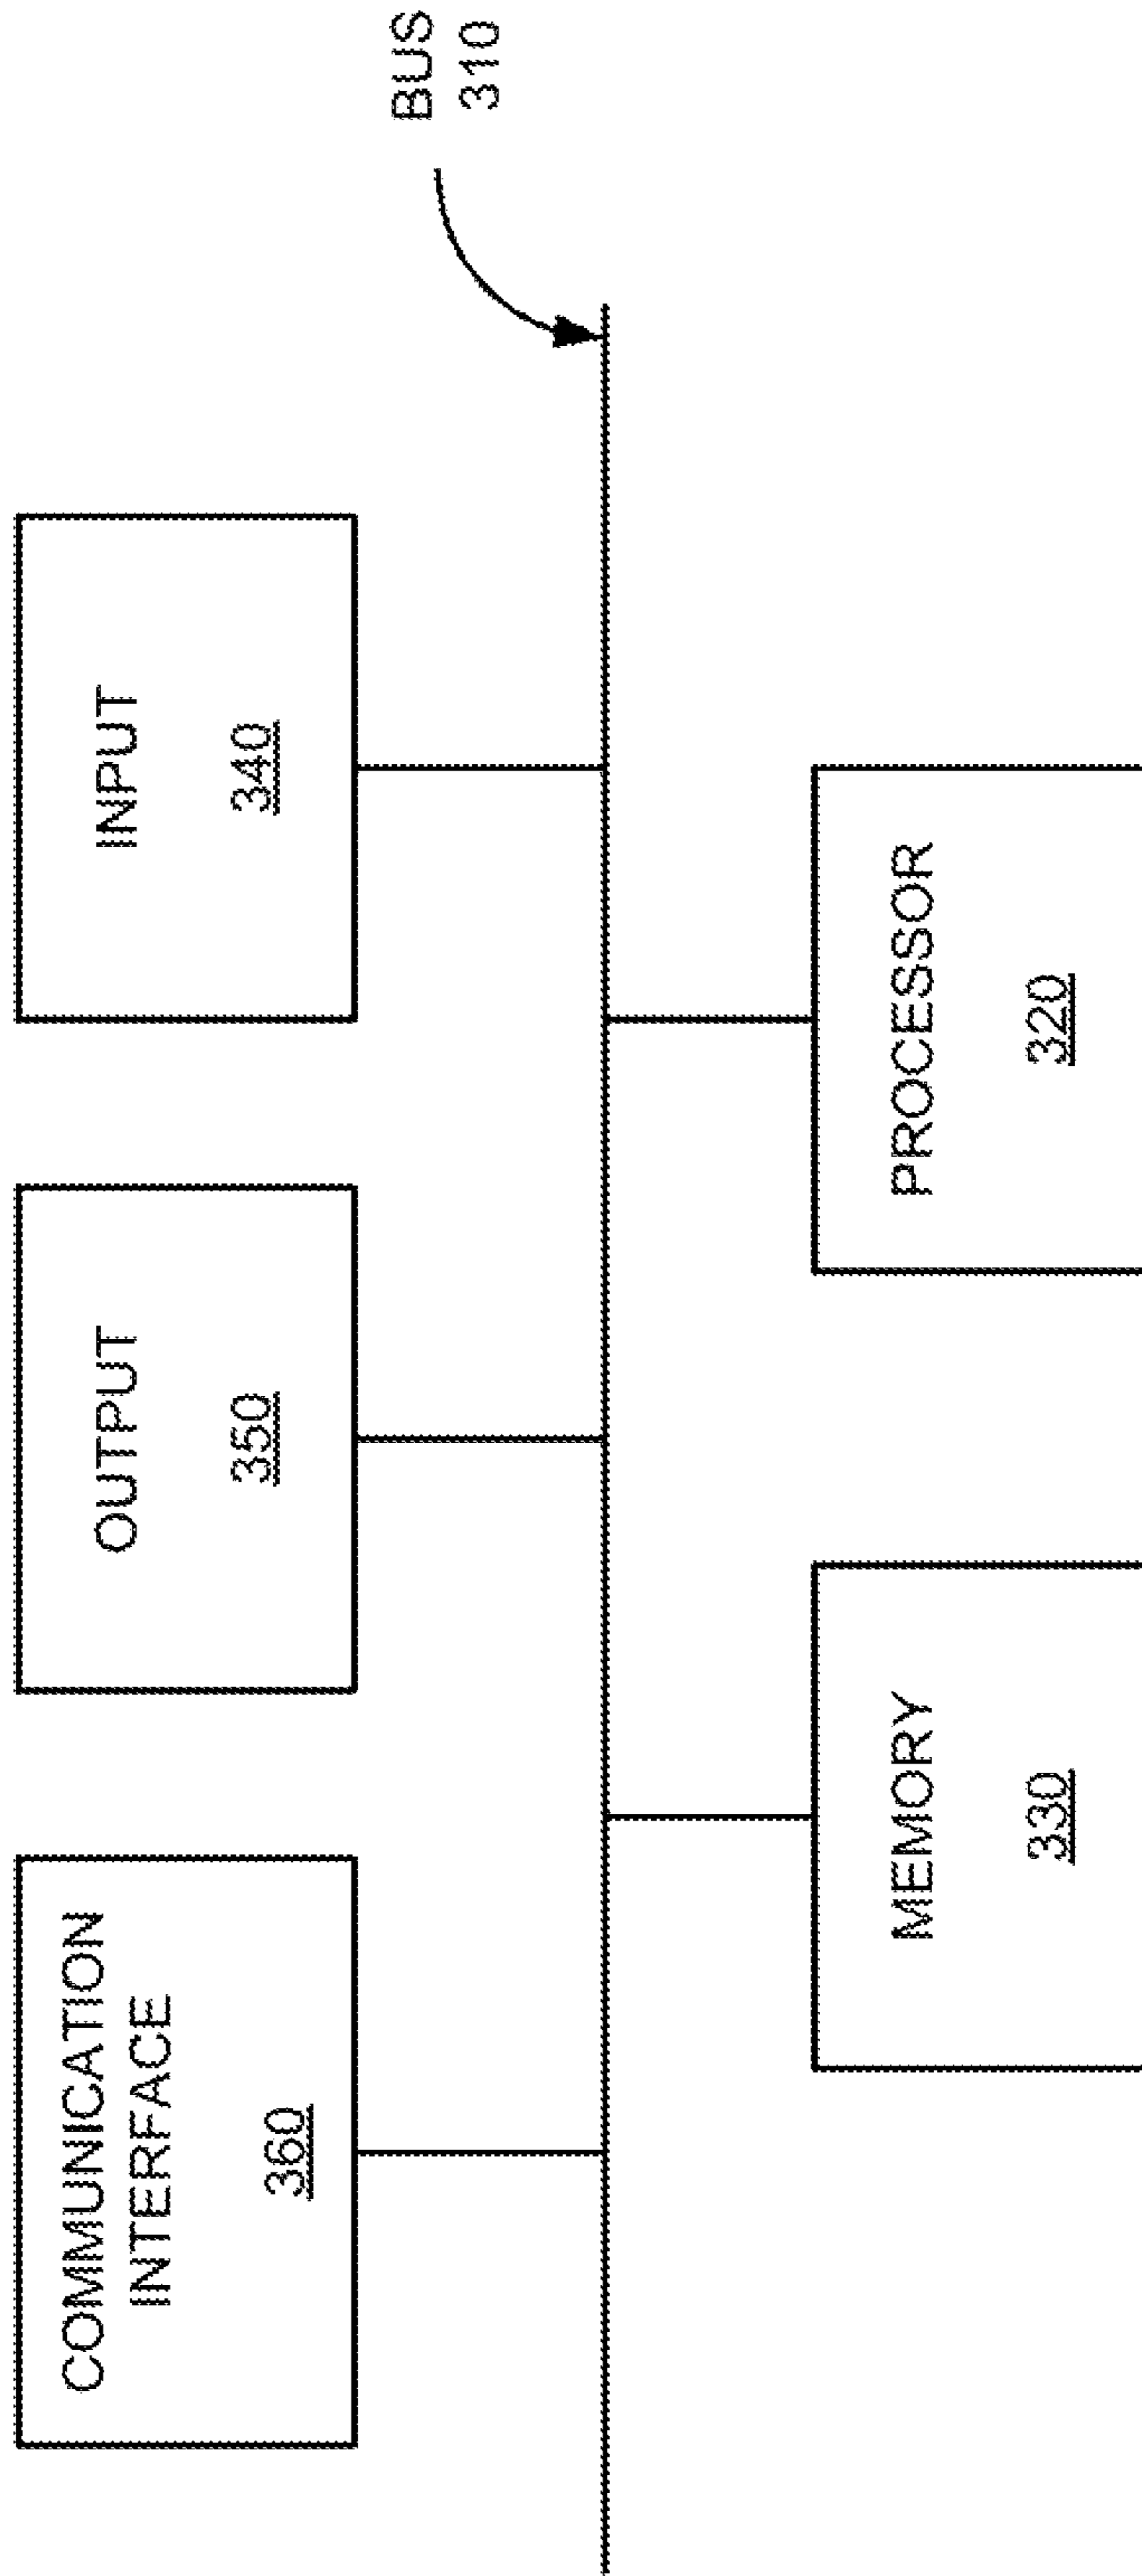 COMMUNICATION
INTERFACE
360
OUTPUT
350
INPUT
340
BUS
310
MEMORY
330
PROCESSOR
320